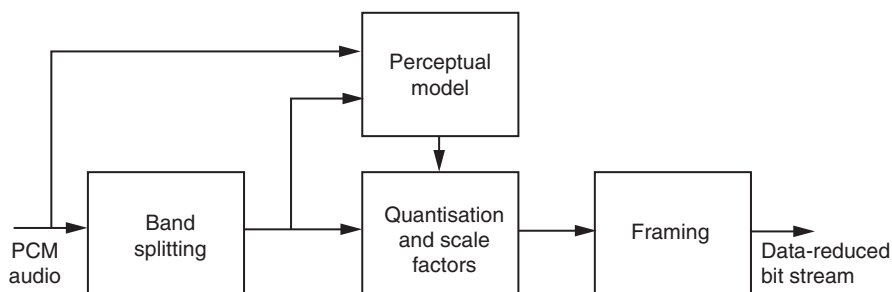 Perceptual
model
PCM
audio
Band
splitting
Quantisation
and scale
factors
Framing
Data-reduced
bit stream